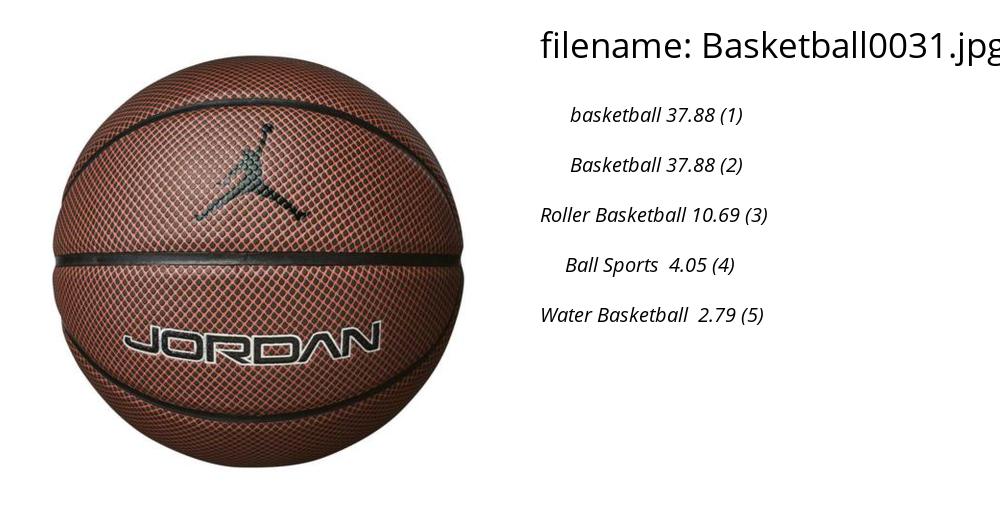 filename: Basketball0031.jpg
basketball 37.88 (1)
Basketball 37.88 (2)
Roller Basketball 10.69 (3)
Ball Sports 4.05 (4)
Water Basketball 2.79 (5)
JORDAN